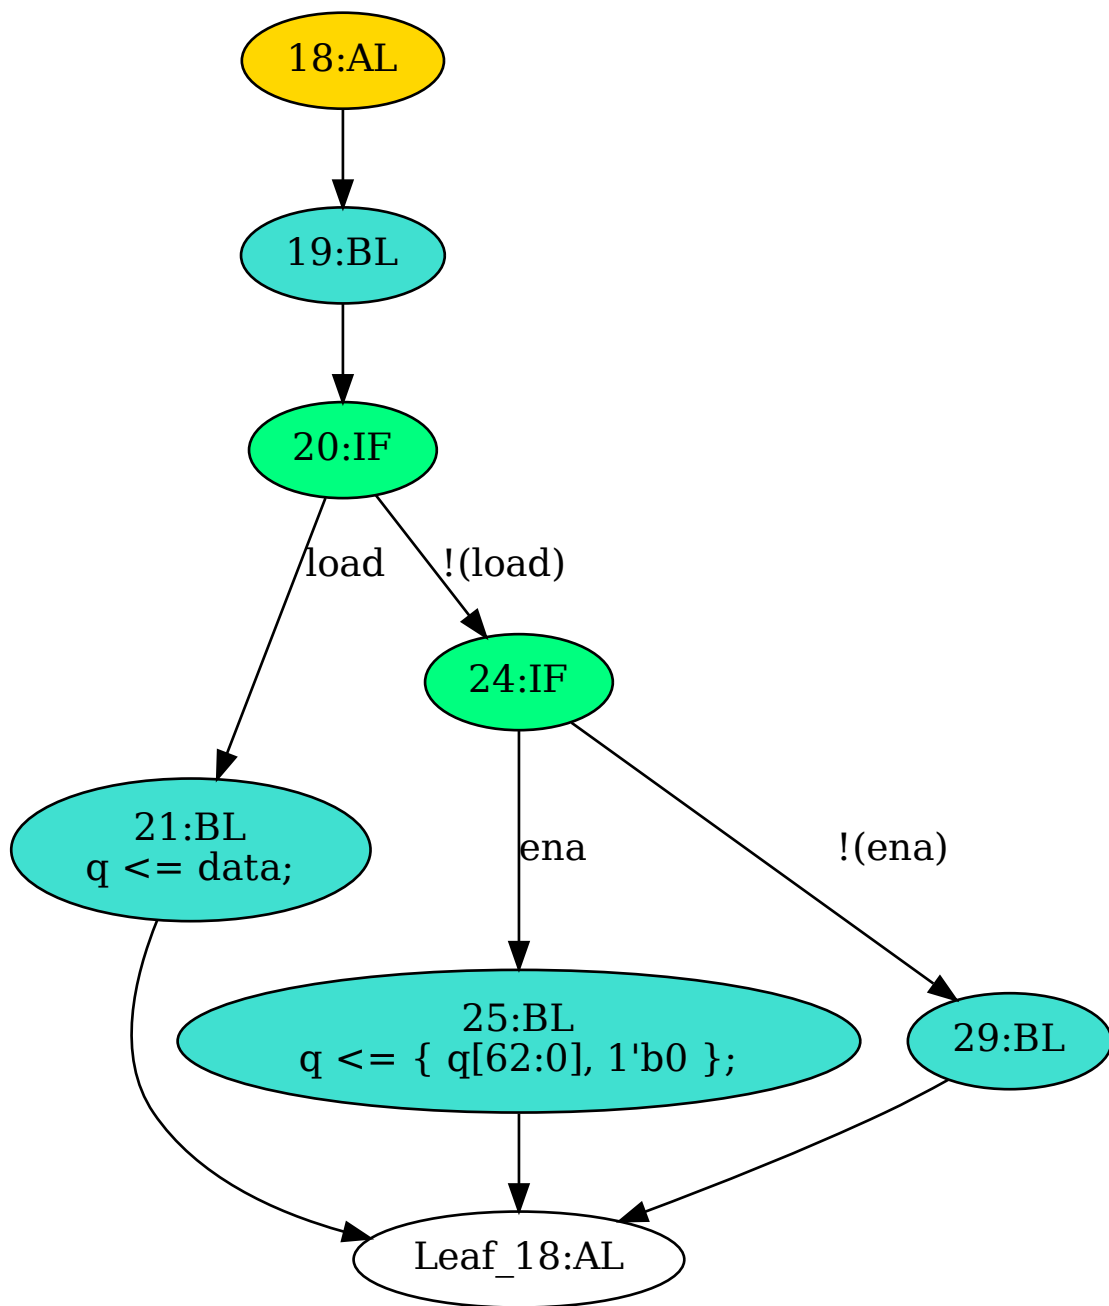 18:AL
19:BL
20:IF
load
!(load)
24:IF
21:BL
q <= data;
ena
!(ena)
25:BL
q <= { q[62:0], 1'b0 };
29:BL
Leaf_18:AL